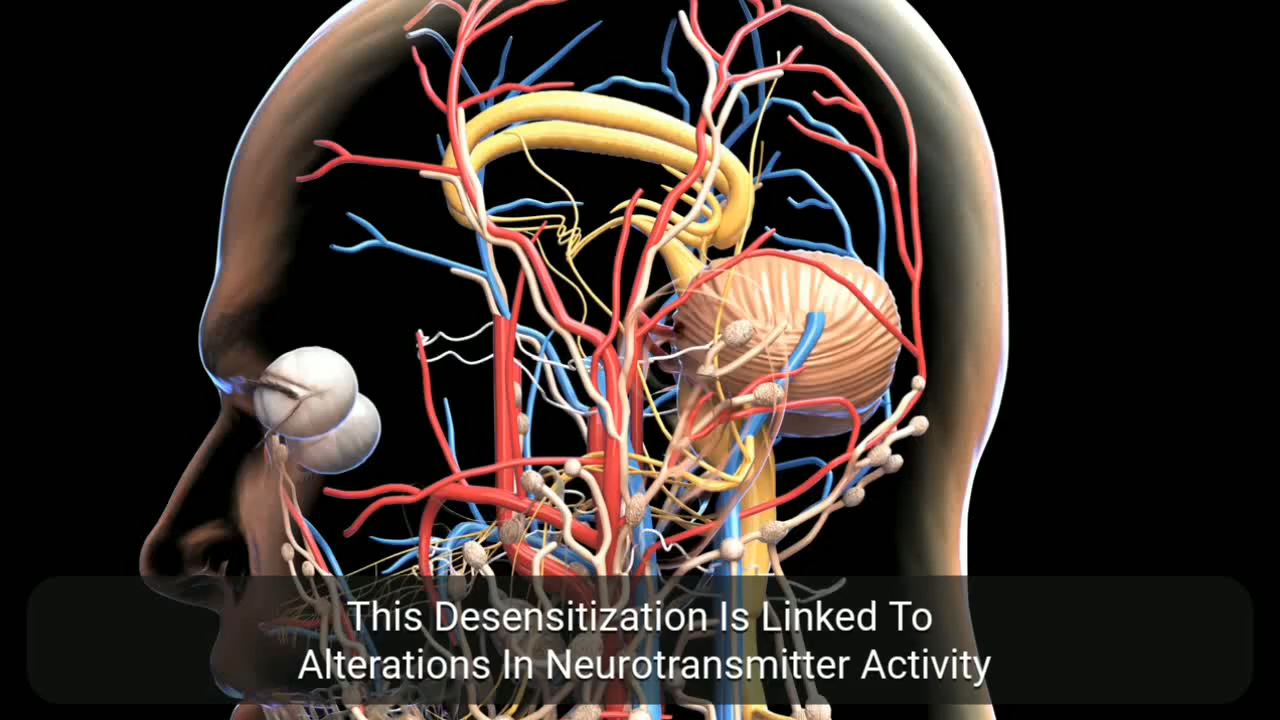 This Desensitization Is Linked To
Alterations In Neurotransmitter Activity